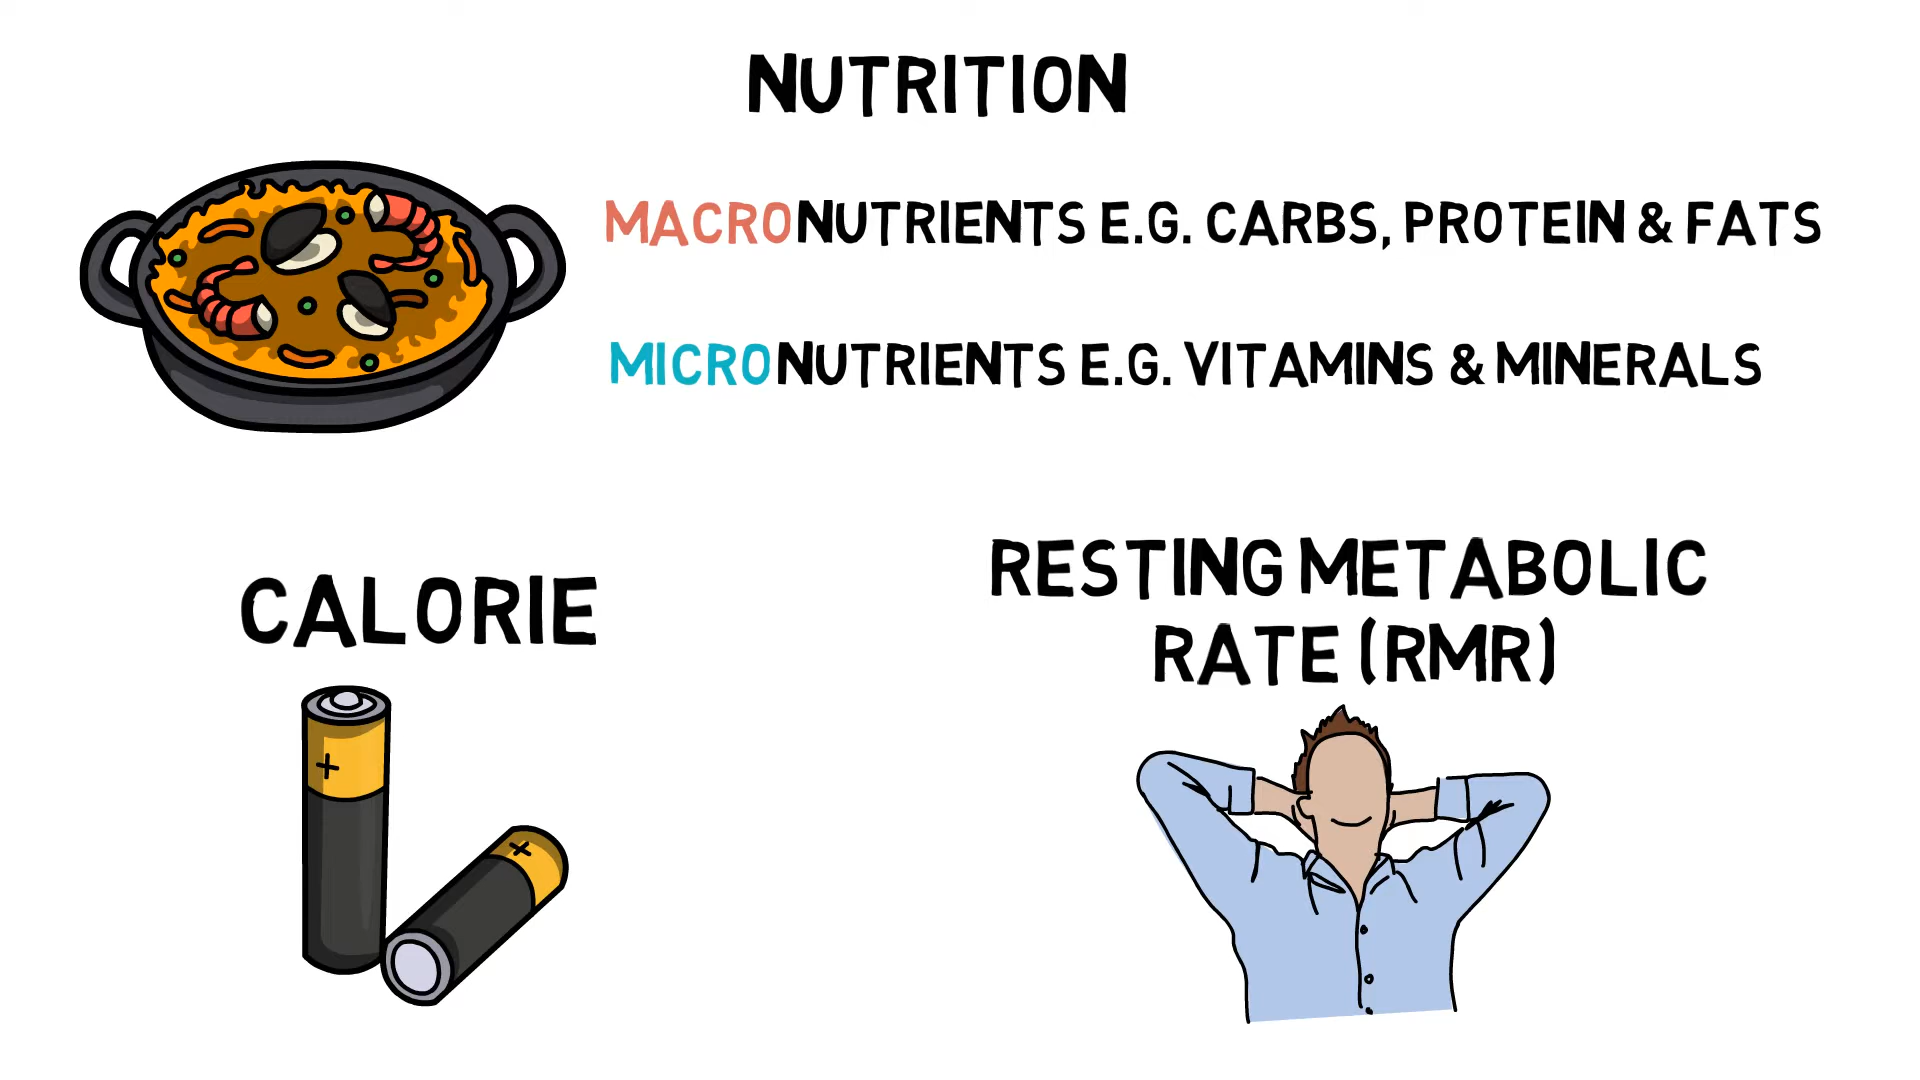 NUTRITION
MACRONUTRIENTS E.G. CARBS, PROTEIN & FATS
MICRONUTRIENTS E.G. VITAMINS & MINERALS
CALORIE
+
+
RESTING METABOLIC
RATE (RMR)